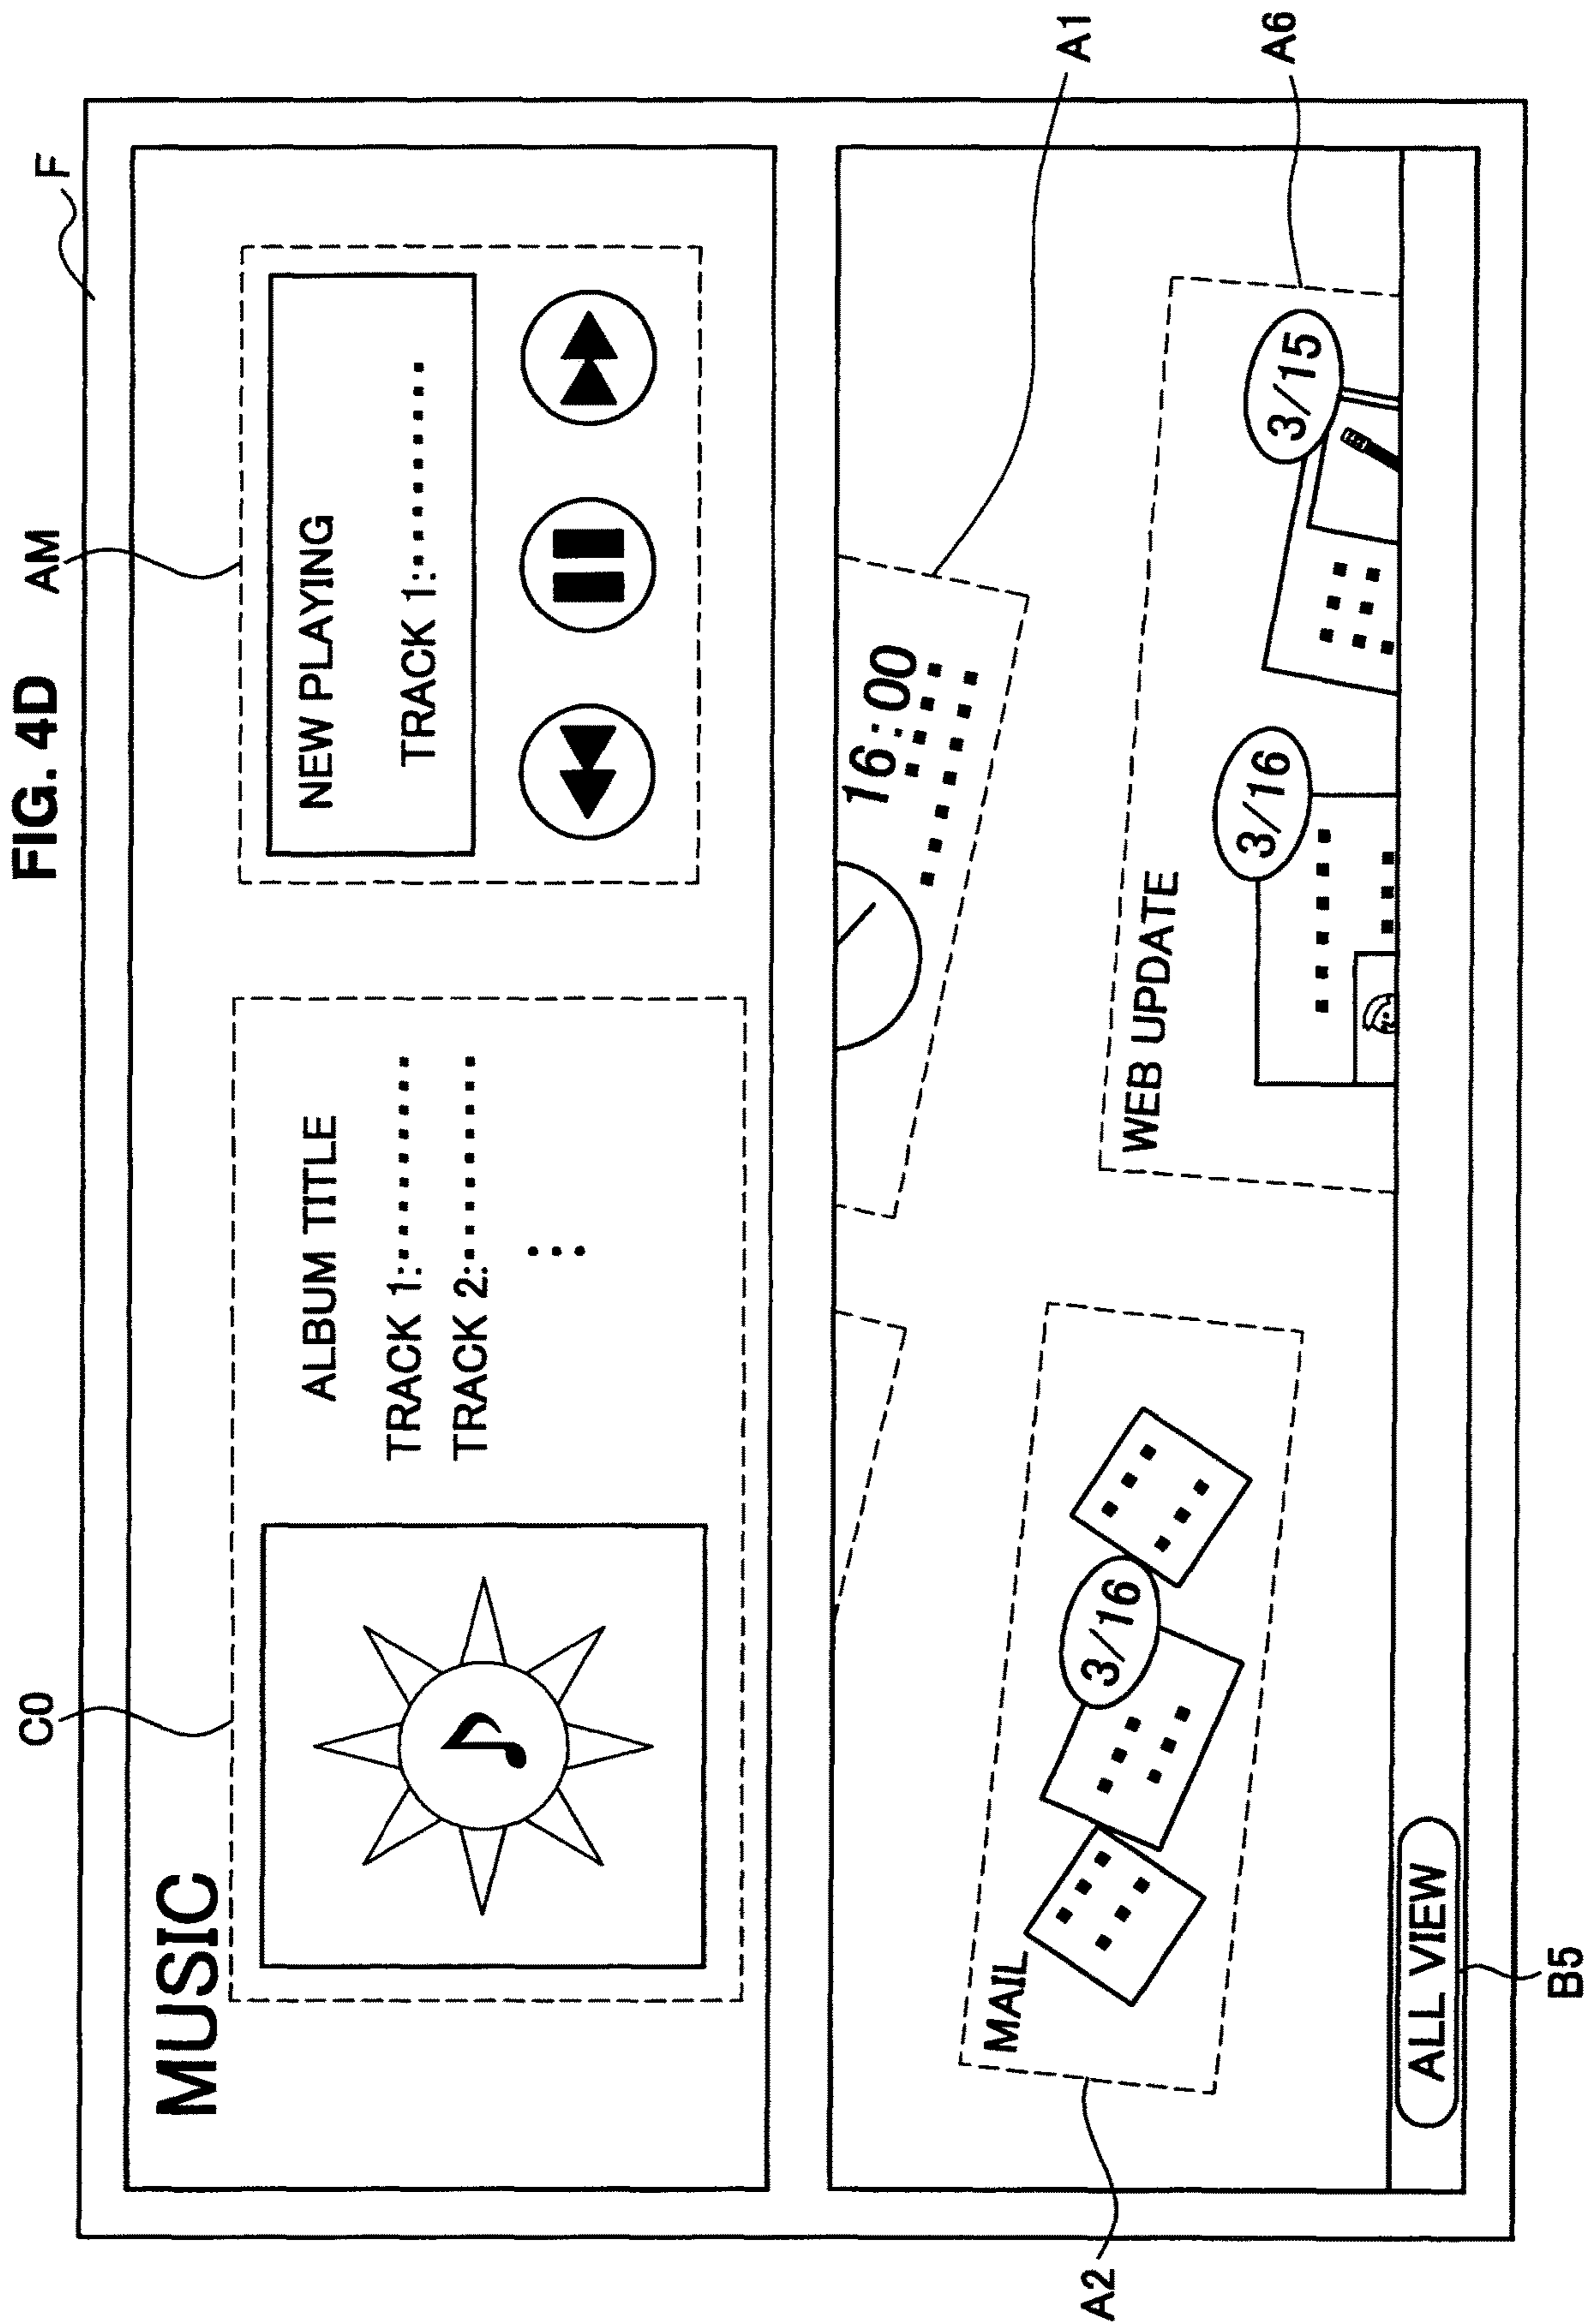 FIG. 4D
F
AM
C0
MUSIC
ALBUM TITLE
TRACK 1:
TRACK 2:
NEW PLAYING
TRACK 1:
16:00
A1
MAIL
3/16
WEB UPDATE
3/16
3/15
A6
A2
ALL VIEW
B5